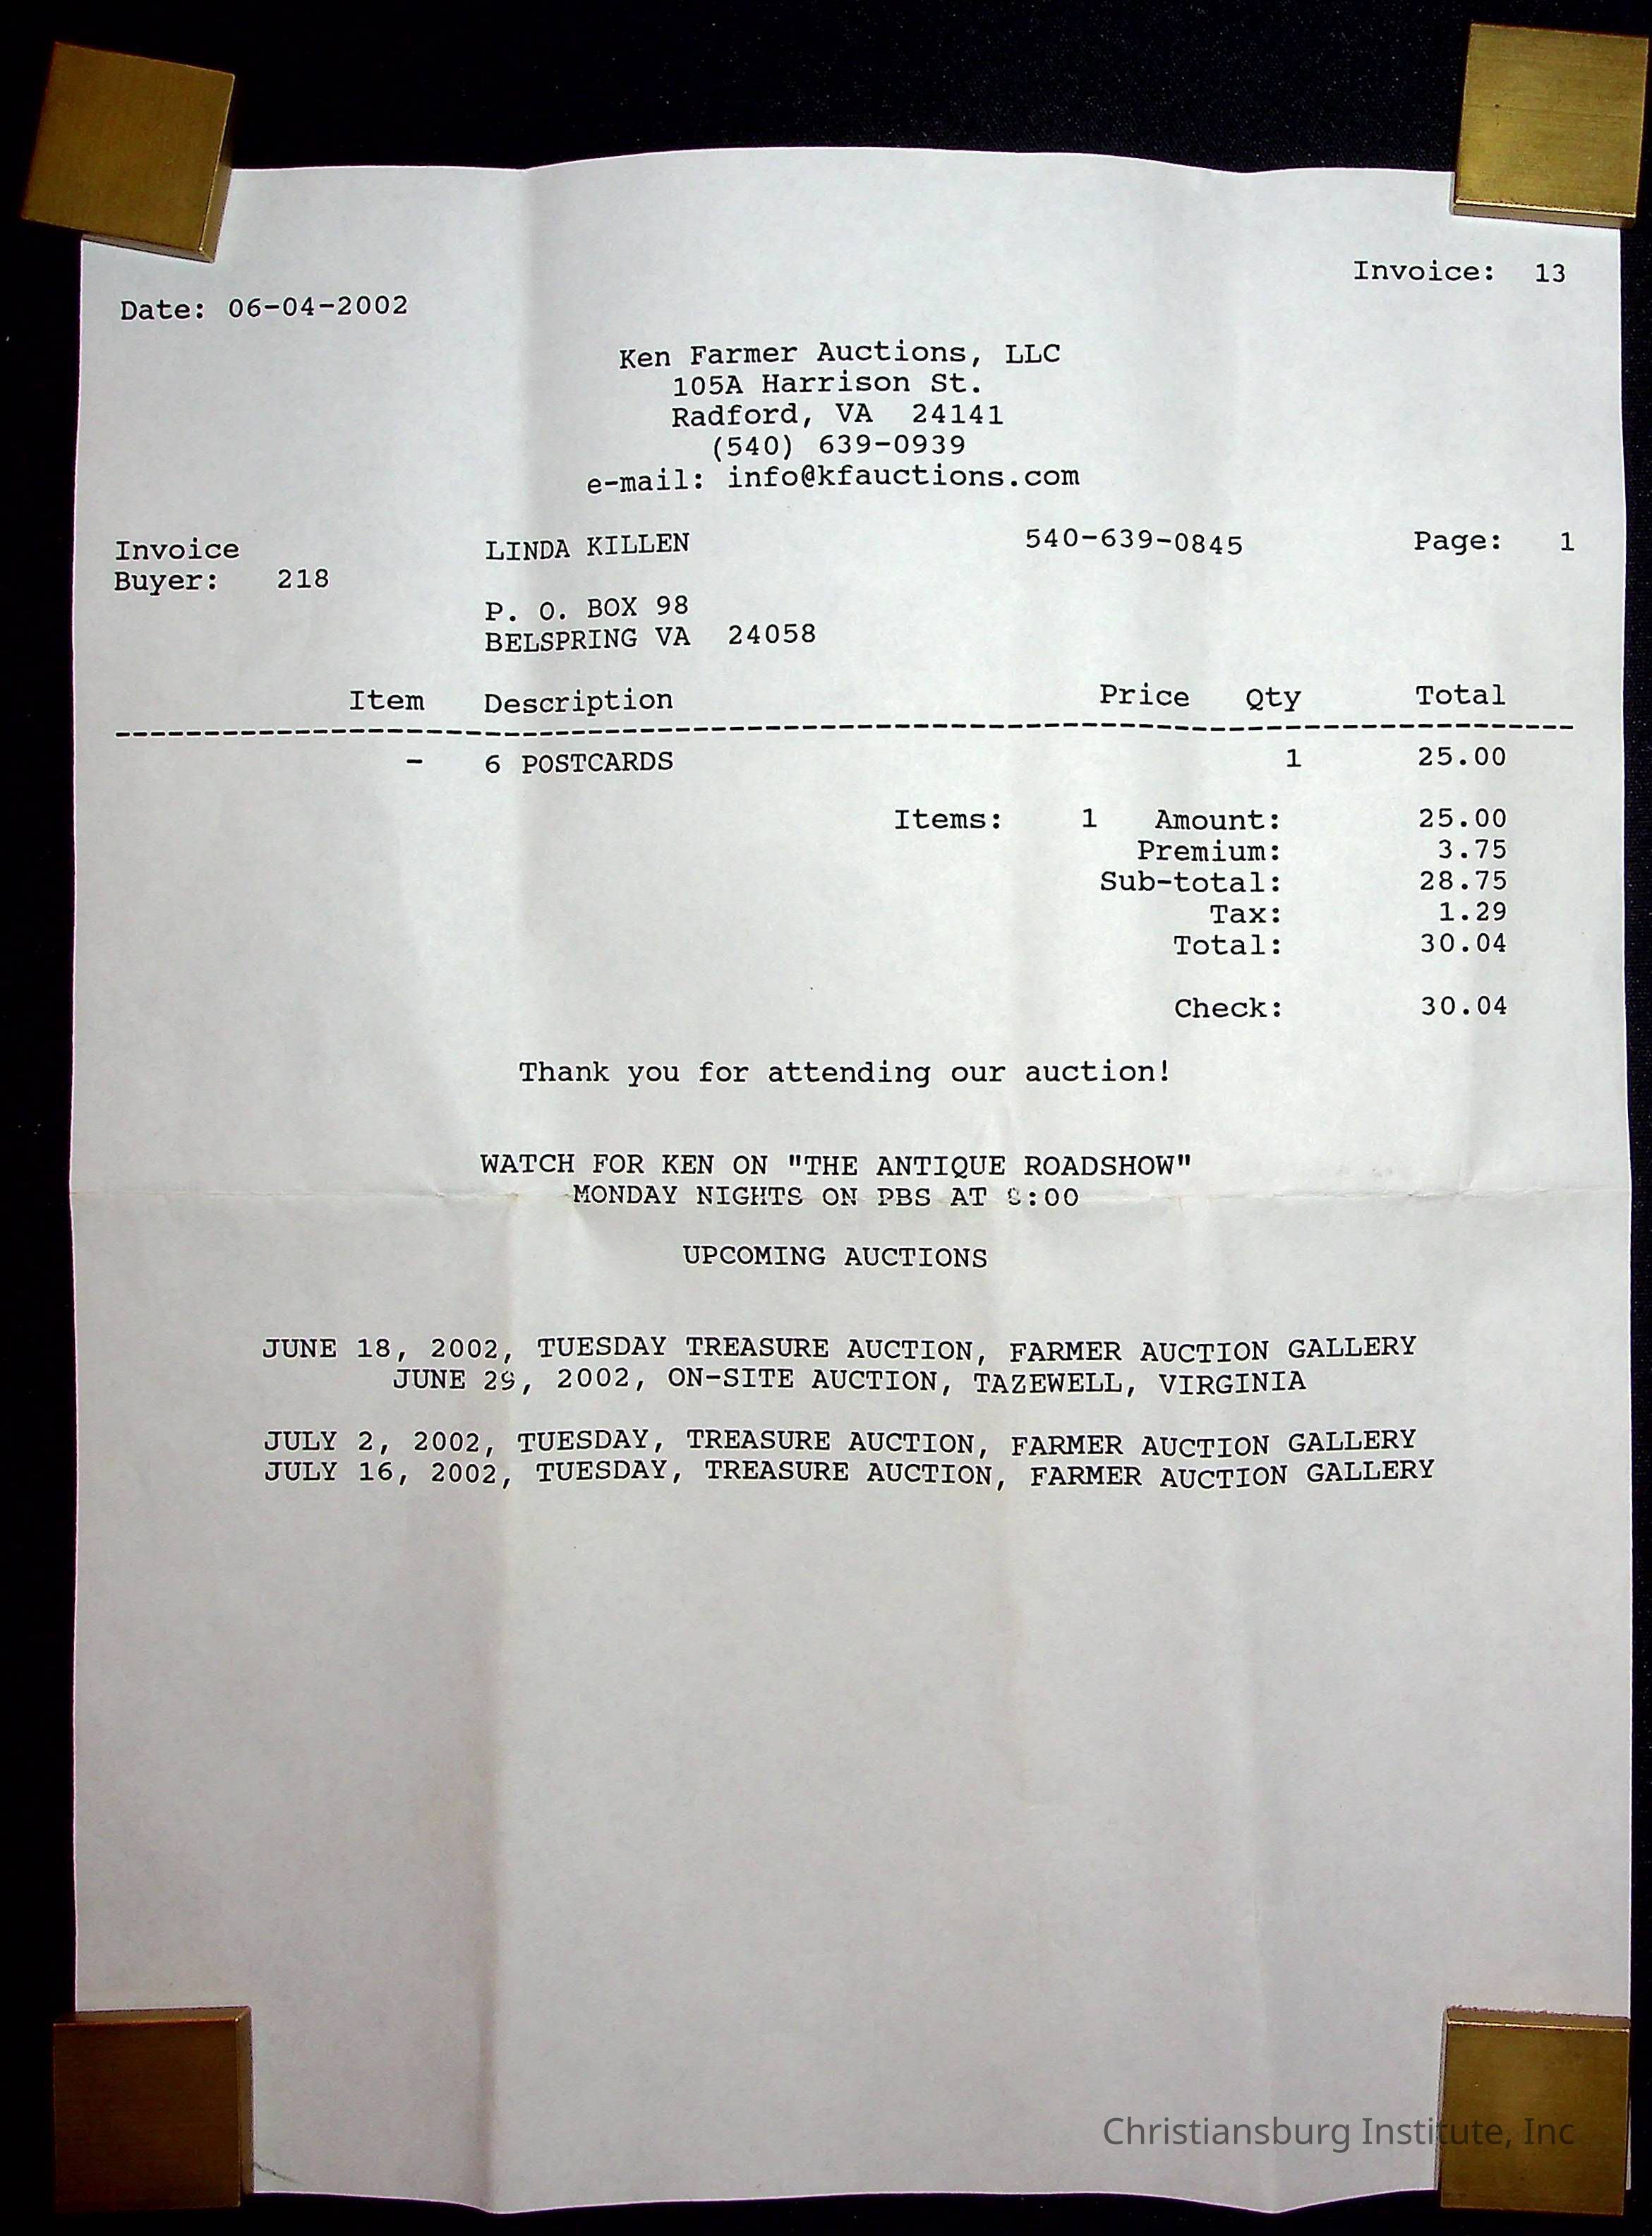 Invoice: 13
Date: 06-04-2002
Ken Farmer Auctions, LLC
105A Harrison St.
Radford, VA 24141
(540) 639-0939
e-mail: info@kfauctions.com
Invoice LINDA KILLEN 540-639-0845 Page: 1
Buyer: 218
P. O. BOX 98
BELSPRING VA 24058
Item Description Price Qty Total
- 6 POSTCARDS 1 25.00
Items: 1 Amount: 25.00
Premium: 3.75
Sub-total: 28.75
Tax: 1.29
Total: 30.04
Check: 30.04
Thank you for attending our auction!
WATCH FOR KEN ON "THE ANTIQUE ROADSHOW"
MONDAY NIGHTS ON PBS AT 8:00
UPCOMING AUCTIONS
JUNE 18, 2002, TUESDAY TREASURE AUCTION, FARMER AUCTION GALLERY
JUNE 29, 2002, ON-SITE AUCTION, TAZEWELL, VIRGINIA
JULY 2, 2002, TUESDAY, TREASURE AUCTION, FARMER AUCTION GALLERY
JULY 16, 2002, TUESDAY, TREASURE AUCTION, FARMER AUCTION GALLERY
Christiansburg Institute, Inc